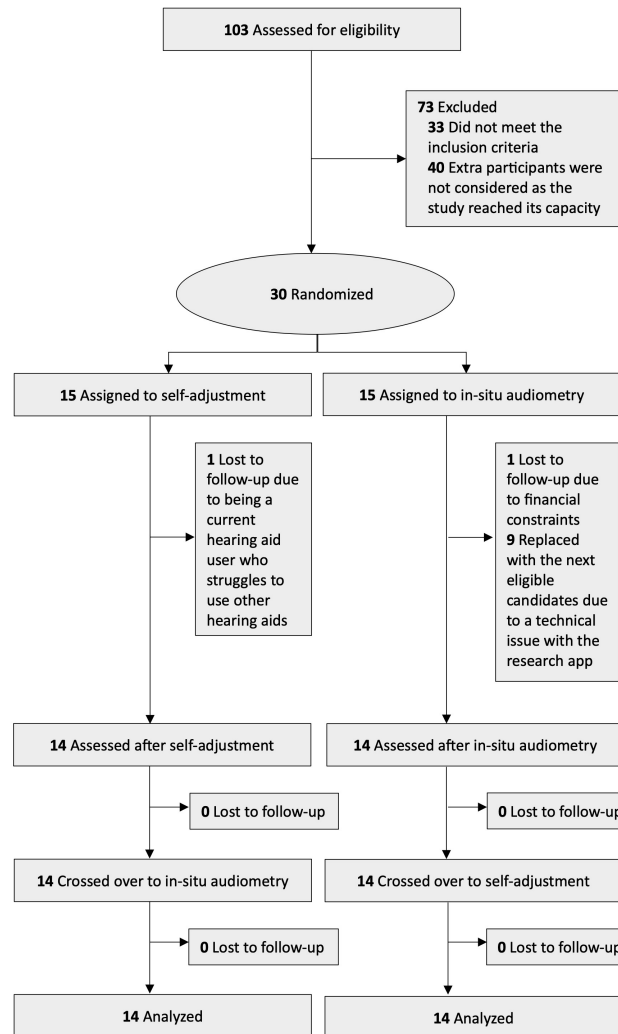 103 Assessed for eligibility
73 Excluded
33 Did not meet the
inclusion criteria
40 Extra participants were
not considered as the
study reached its capacity
30 Randomized
15 Assigned to self-adjustment
15 Assigned to in-situ audiometry
1 Lost to
follow-up due
to being a
current
hearing aid
user who
struggles to
use other
hearing aids
1 Lost to
follow-up due to
financial
constraints
9 Replaced
with the next
eligible
candidates due
to a technical
issue with the
research app
14 Assessed after self-adjustment
14 Assessed after in-situ audiometry
0 Lost to follow-up
0 Lost to follow-up
14 Crossed over to in-situ audiometry
14 Crossed over to self-adjustment
0 Lost to follow-up
0 Lost to follow-up
14 Analyzed
14 Analyzed